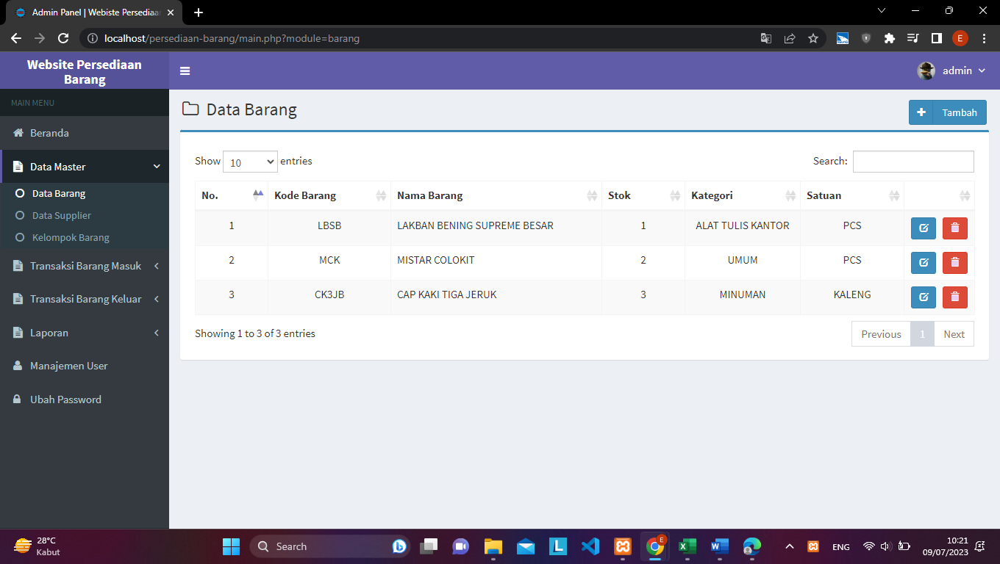 Admin Panel | Webiste Persediaan
localhost/persediaan-barang/main.php?module=barang
E
Website Persediaan
Barang
admin
MAIN MENU
Beranda
Data Master
Data Barang
Data Supplier
Kelompok Barang
Transaksi Barang Masuk
Transaksi Barang Keluar
Laporan
Manajemen User
Ubah Password
Data Barang
Tambah
Show 10 entries
Search:
No. Kode Barang Nama Barang Stok Kategori Satuan
1 LBSB LAKBAN BENING SUPREME BESAR 1 ALAT TULIS KANTOR PCS
2 MCK MISTAR COLOKIT 2 UMUM PCS
3 CK3JB CAP KAKI TIGA JERUK 3 MINUMAN KALENG
Showing 1 to 3 of 3 entries
Previous 1 Next
28°C
Kabut
Search
L
E
ENG
10:21
09/07/2023